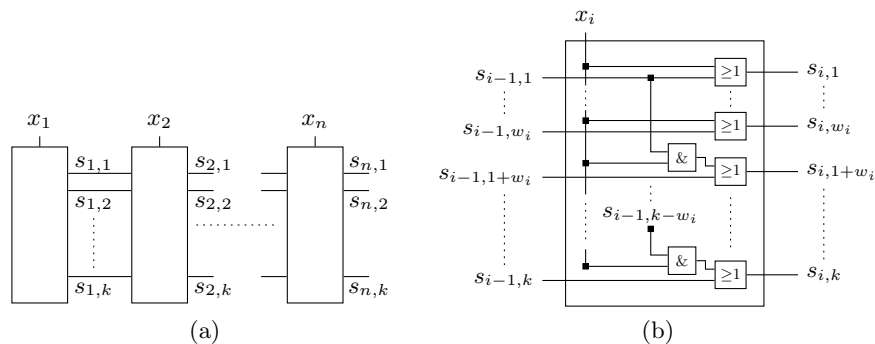 x_1 x_2 x_n
s_{1,1} s_{2,1} s_{n,1}
s_{1,2} s_{2,2} s_{n,2}
s_{1,k} s_{2,k} s_{n,k}
(a)
x_i
s_{i−1,1} ≥1 s_{i,1}
s_{i−1,w_i} ≥1 s_{i,w_i}
&
s_{i−1,1+w_i} ≥1 s_{i,1+w_i}
s_{i−1,k−w_i}
&
s_{i−1,k} ≥1 s_{i,k}
(b)